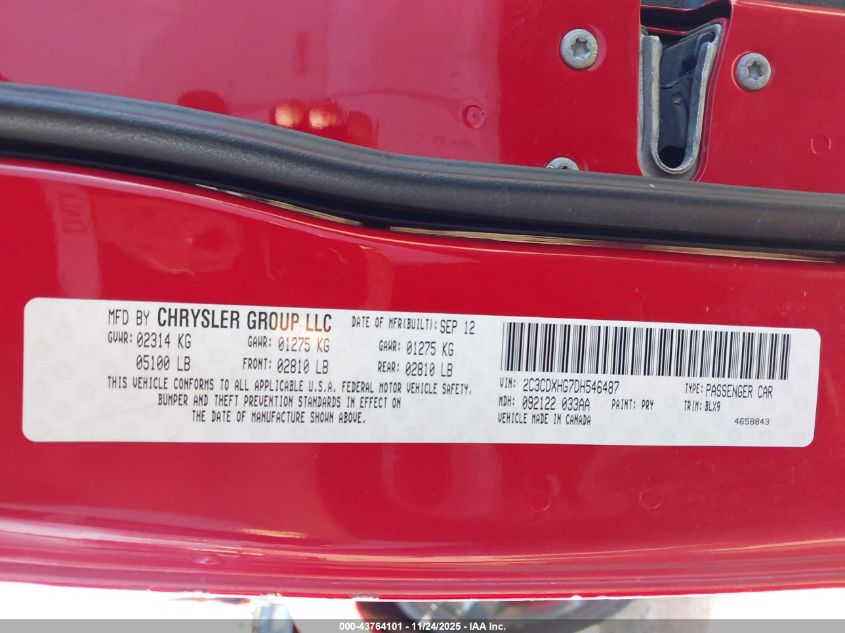 MFD BY CHRYSLER GROUP LLC DATE OF MFR(BUILT): SEP 12
GVWR: 02314 KG GAWR: 01275 KG GAWR: 01275 KG
05100 LB FRONT: 02810 LB REAR: 02810 LB
THIS VEHICLE CONFORMS TO ALL APPLICABLE U.S.A. FEDERAL MOTOR VEHICLE SAFETY,
BUMPER AND THEFT PREVENTION STANDARDS IN EFFECT ON
THE DATE OF MANUFACTURE SHOWN ABOVE.
VIN: 2C3CDXHG7DH546487 TYPE: PASSENGER CAR
MDH: 092122 033AA PAINT: PRY TRIM: BLX9
VEHICLE MADE IN CANADA 4658843
000-43764101 - 11/24/2025 - IAA Inc.